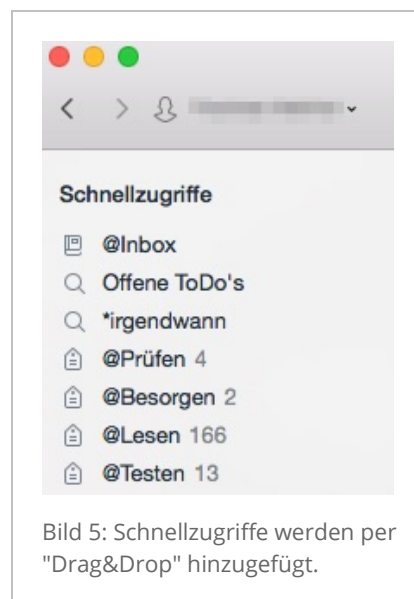 Schnellzugriffe
@Inbox
Offene ToDo's
*irgendwann
@Prüfen 4
@Besorgen 2
@Lesen 166
@Testen 13
Bild 5: Schnellzugriffe werden per
"Drag&Drop" hinzugefügt.